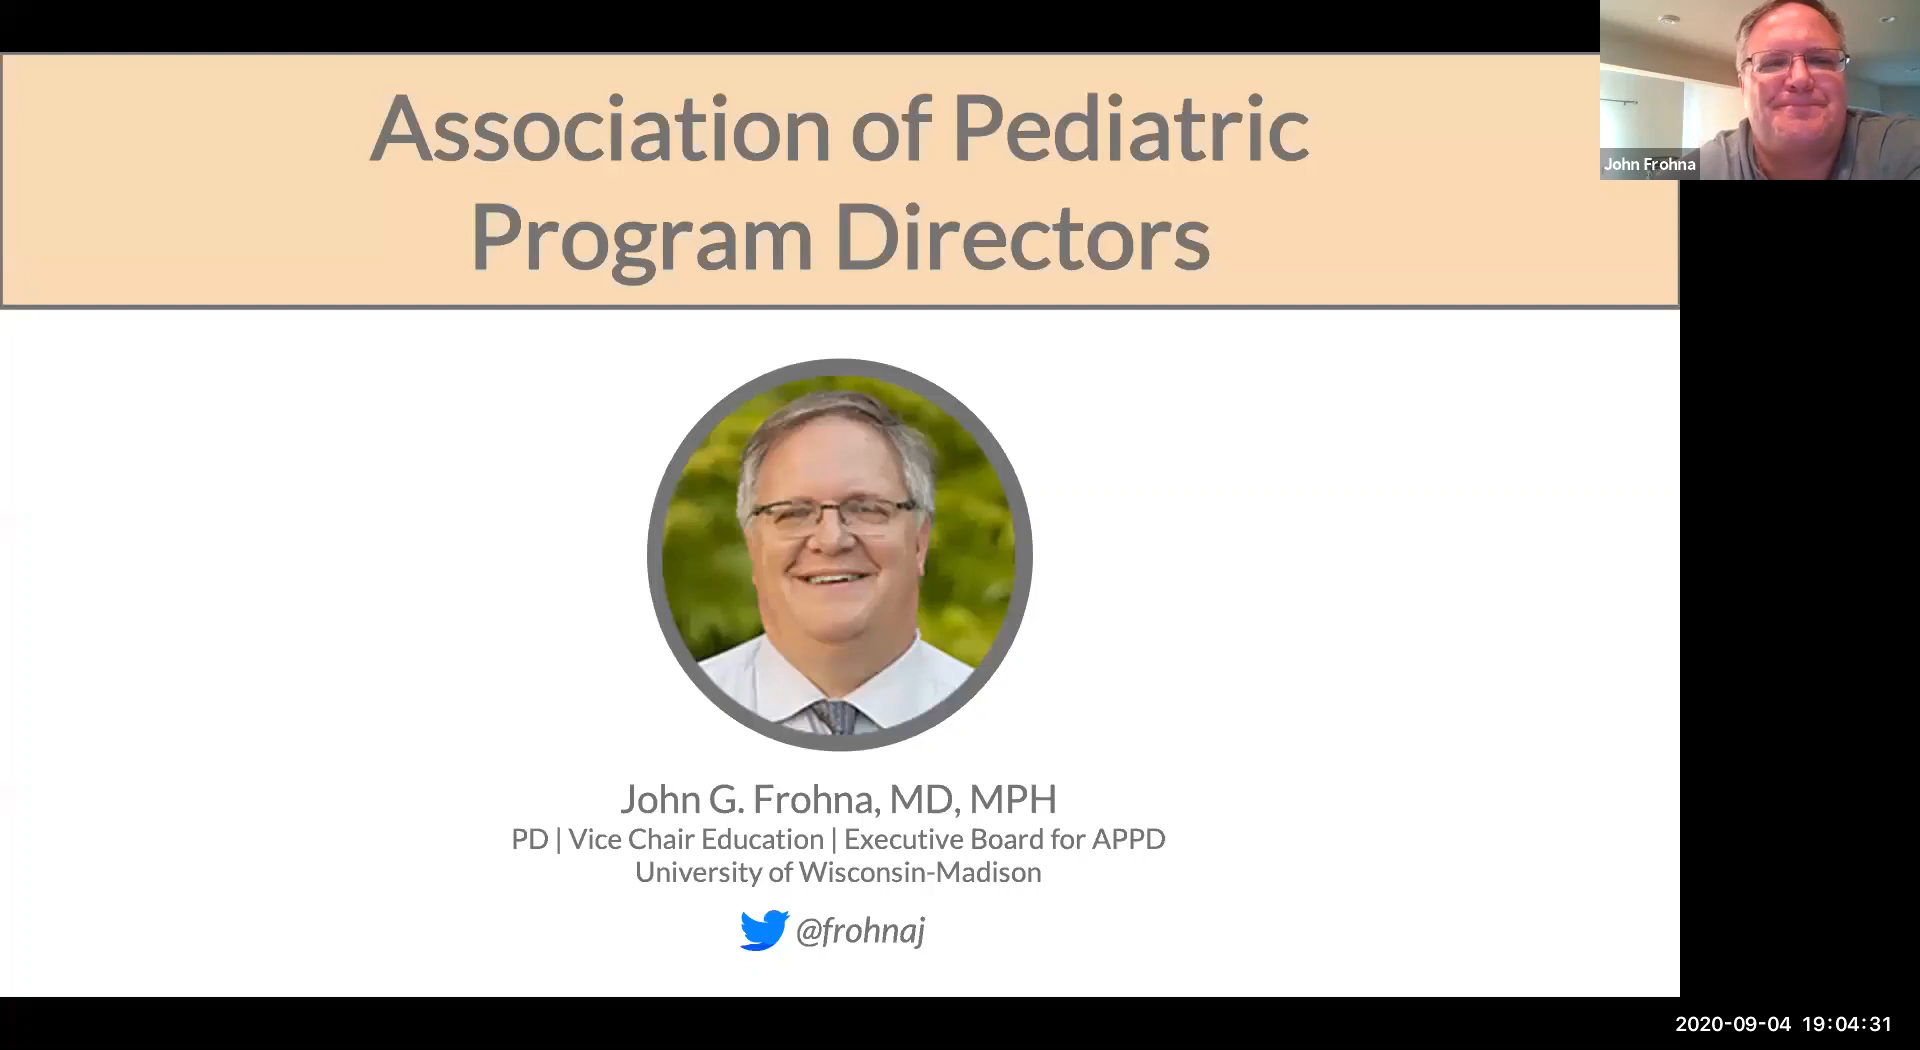 Association of Pediatric
Program Directors
John Frohna
John G. Frohna, MD, MPH
PD | Vice Chair Education | Executive Board for APPD
University of Wisconsin-Madison
@frohnaj
2020-09-04 19:04:31